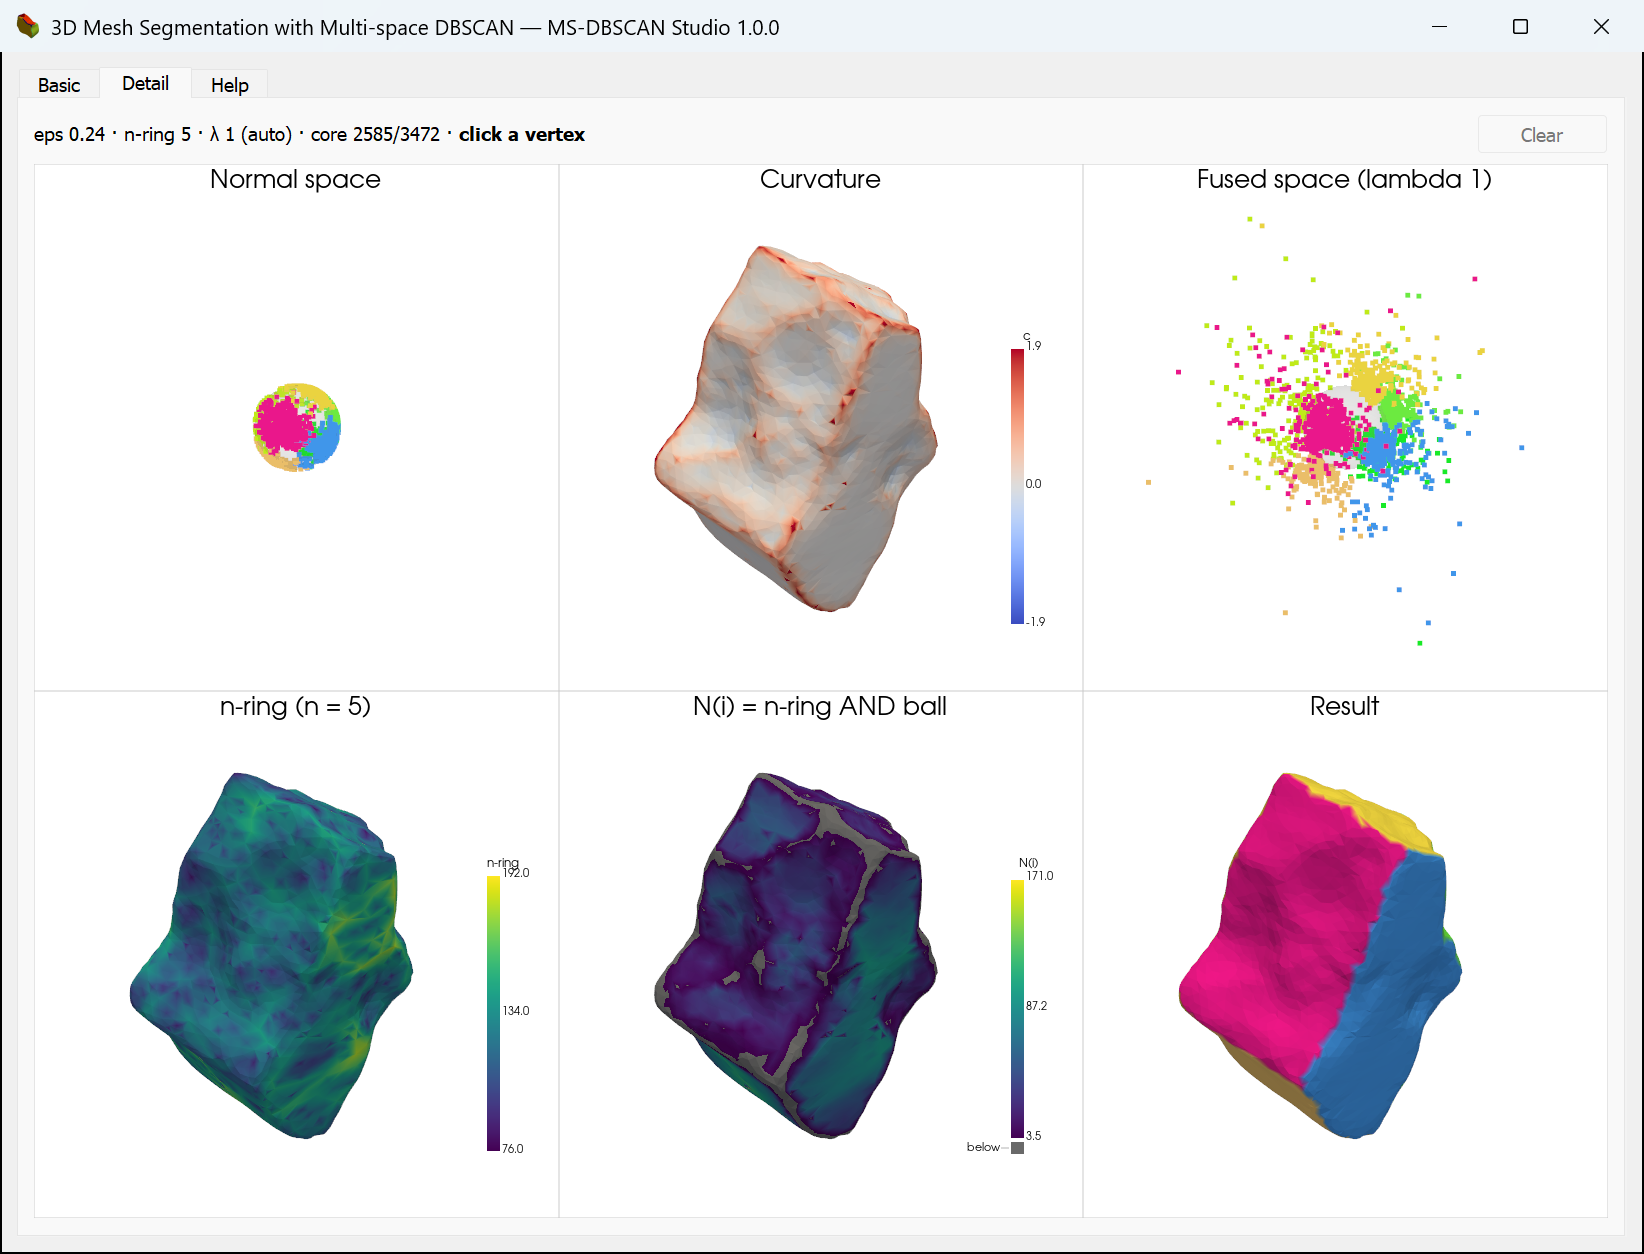 3D Mesh Segmentation with Multi-space DBSCAN — MS-DBSCAN Studio 1.0.0
Basic
Detail
Help
eps 0.24 · n-ring 5 · λ 1 (auto) · core 2585/3472 · click a vertex
Clear
Normal space
Curvature
Fused space (lambda 1)
c
1.9
0.0
-1.9
n-ring (n = 5)
N(i) = n-ring AND ball
Result
n-ring
192.0
134.0
76.0
N(i)
171.0
87.2
3.5
below